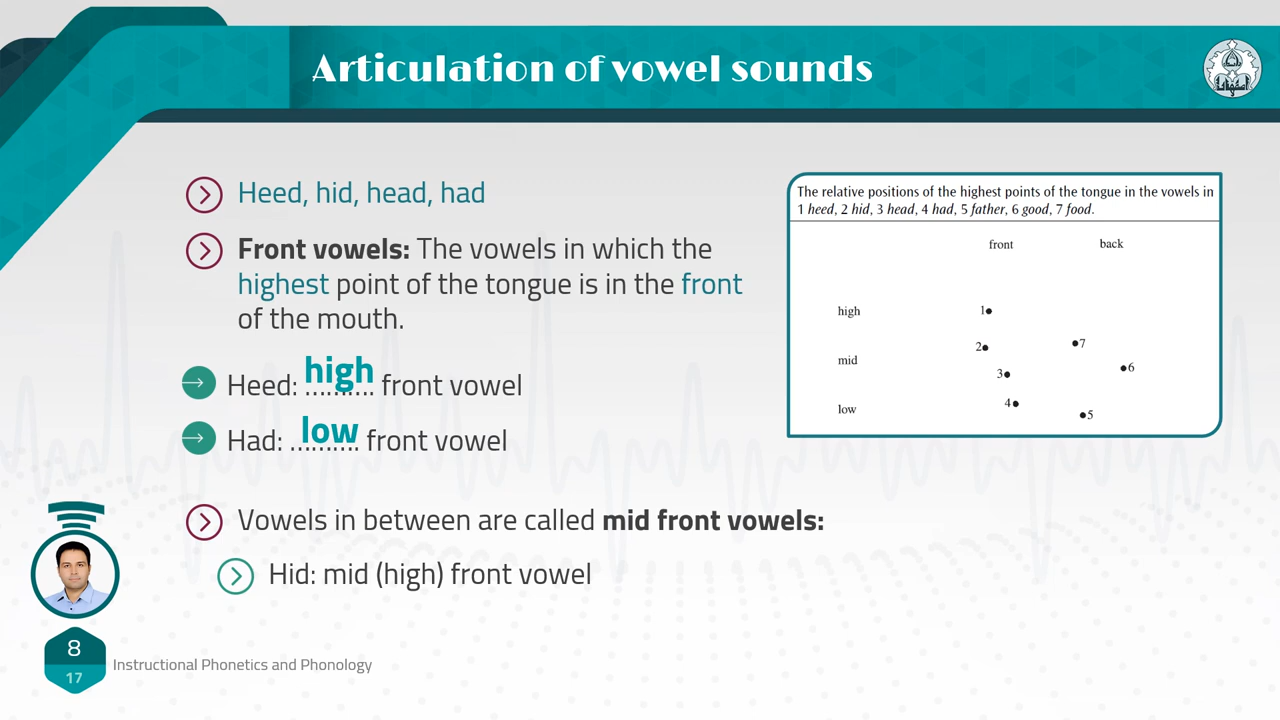 Articulation of vowel sounds
Heed, hid, head, had
Front vowels: The vowels in which the
highest point of the tongue is in the front
of the mouth.
Heed: high.......... front vowel
Had: low.......... front vowel
Vowels in between are called mid front vowels:
Hid: mid (high) front vowel
The relative positions of the highest points of the tongue in the vowels in
1 heed, 2 hid, 3 head, 4 had, 5 father, 6 good, 7 food.
front back
high 1
2 7
mid 6
3
low 4 5
8
17
Instructional Phonetics and Phonology